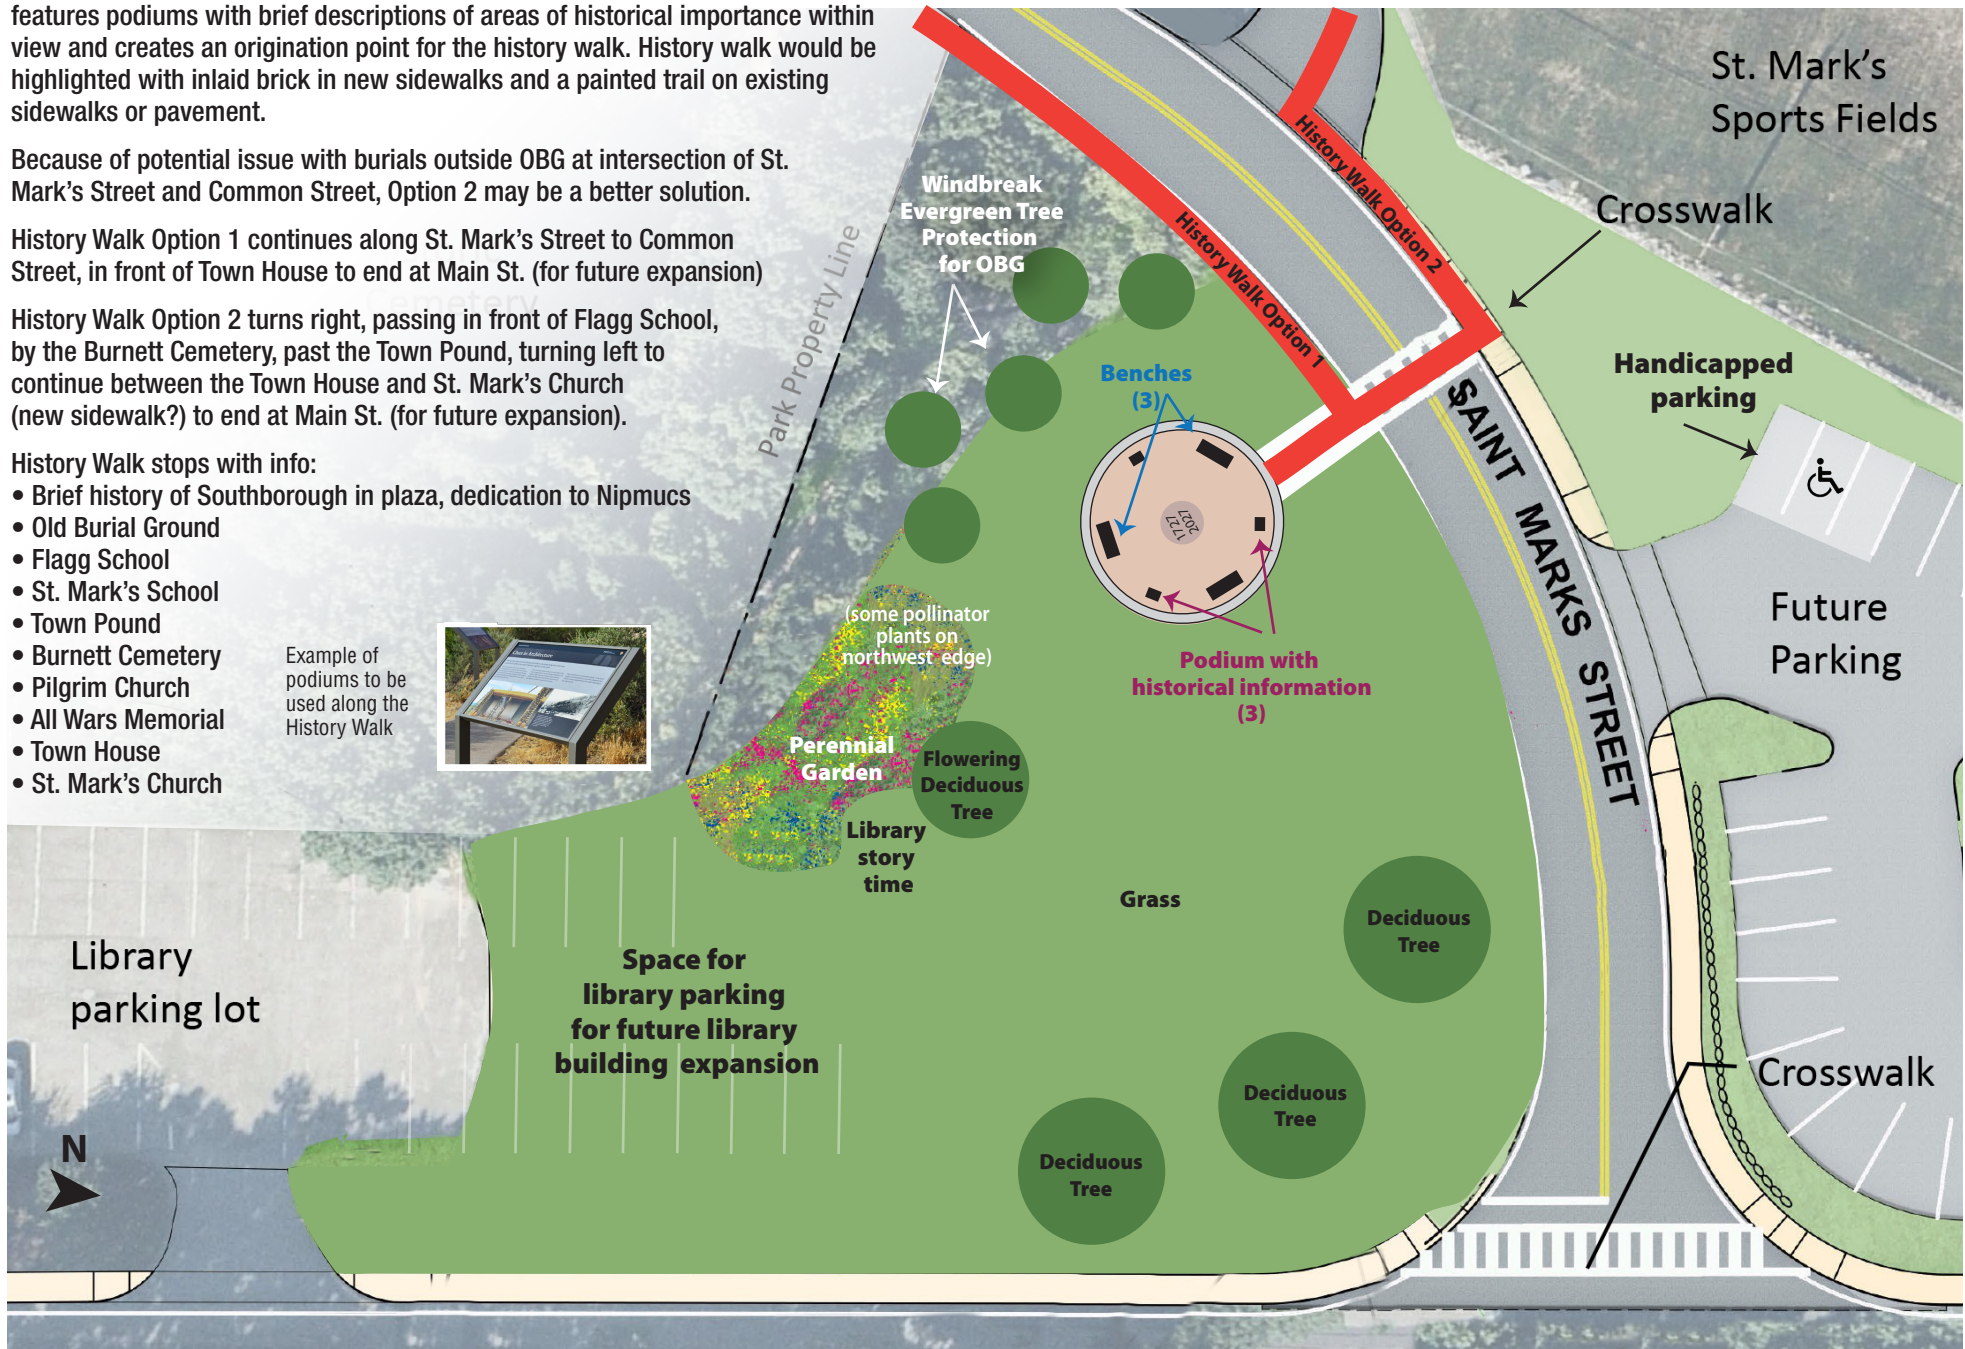 features podiums with brief descriptions of areas of historical importance within
view and creates an origination point for the history walk. History walk would be
highlighted with inlaid brick in new sidewalks and a painted trail on existing
sidewalks or pavement.
Because of potential issue with burials outside OBG at intersection of St.
Mark's Street and Common Street, Option 2 may be a better solution.
History Walk Option 1 continues along St. Mark's Street to Common
Street, in front of Town House to end at Main St. (for future expansion)
Cemetery
History Walk Option 2 turns right, passing in front of Flagg School,
by the Burnett Cemetery, past the Town Pound, turning left to
continue between the Town House and St. Mark's Church
(new sidewalk?) to end at Main St. (for future expansion).
History Walk stops with info:
• Brief history of Southborough in plaza, dedication to Nipmucs
• Old Burial Ground
• Flagg School
• St. Mark's School
• Town Pound
• Burnett Cemetery
• Pilgrim Church
• All Wars Memorial
• Town House
• St. Mark's Church
Example of
podiums to be
used along the
History Walk
Park Property Line
Windbreak
Evergreen Tree
Protection
for OBG
History Walk Option 1
History Walk Option 2
St. Mark's
Sports Fields
Crosswalk
Handicapped
parking
Benches
(3)
1727
2027
Podium with
historical information
(3)
SAINT MARKS STREET
Future
Parking
(some pollinator
plants on
northwest edge)
Perennial
Garden
Flowering
Deciduous
Tree
Library
story
time
Grass
Deciduous
Tree
Deciduous
Tree
Deciduous
Tree
Space for
library parking
for future library
building expansion
Library
parking lot
Crosswalk
N